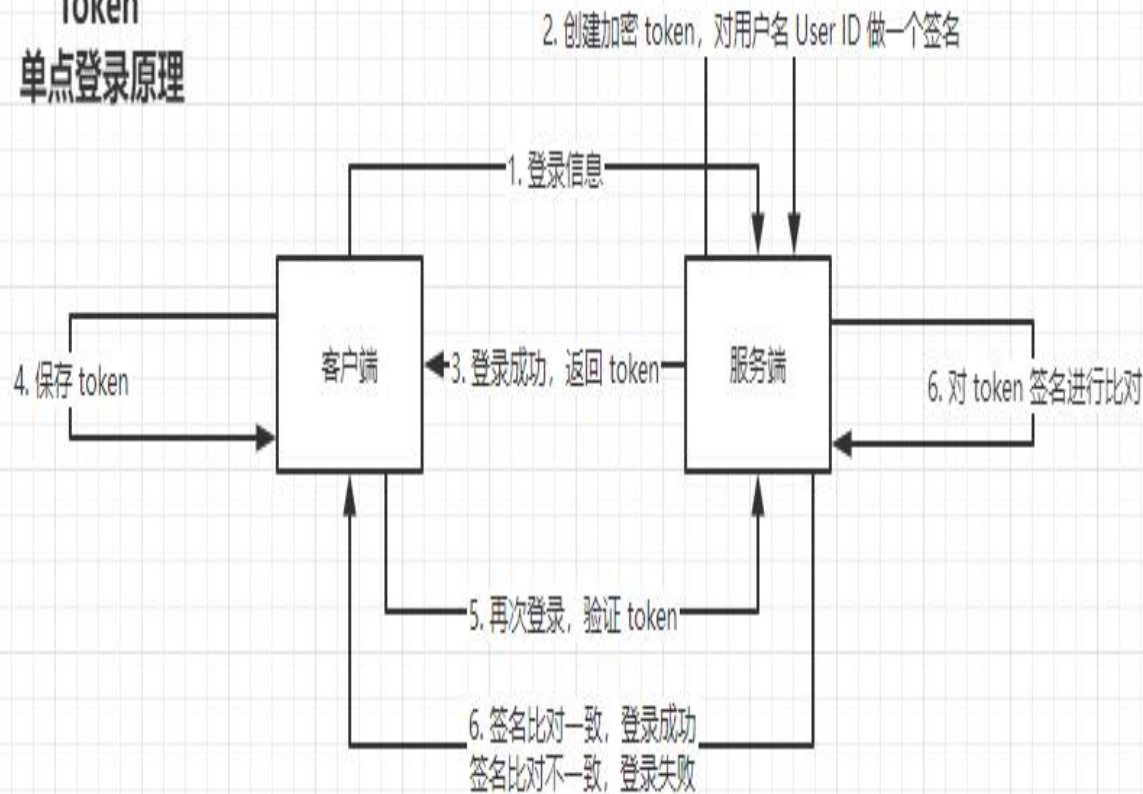 Token
单点登录原理
2. 创建加密 token，对用户名 User ID 做一个签名
1. 登录信息
客户端
3. 登录成功，返回 token
服务端
4. 保存 token
6. 对 token 签名进行比对
5. 再次登录，验证 token
6. 签名比对一致，登录成功
签名比对不一致，登录失败